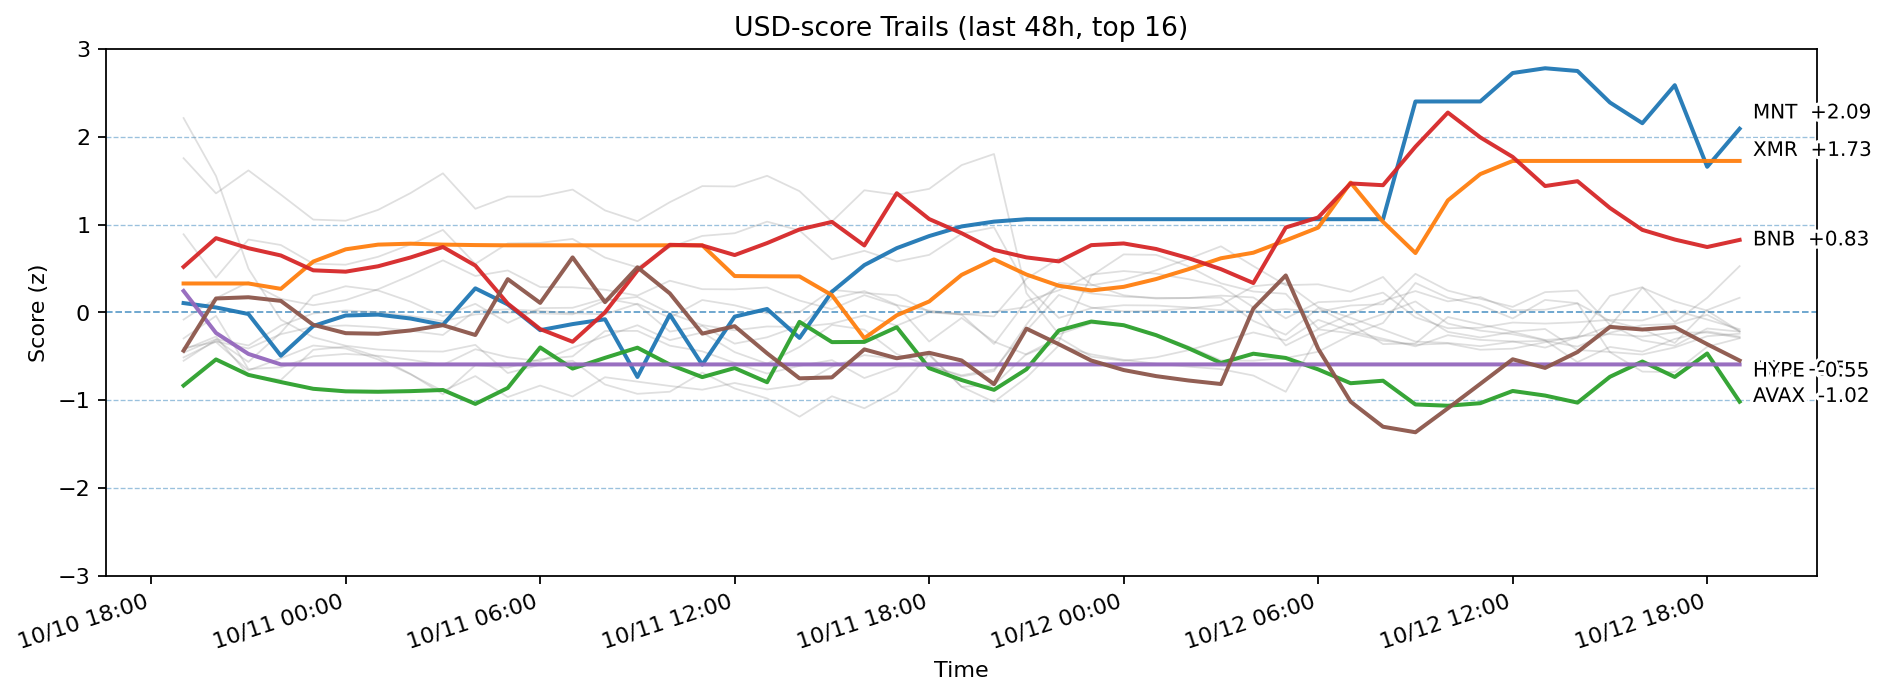 USD-score Trails (last 48h, top 16)
Score (z)
3
2
1
0
−1
−2
−3
MNT +2.09
XMR +1.73
BNB +0.83
HYPE -0.55
AVAX -1.02
10/10 18:00
10/11 00:00
10/11 06:00
10/11 12:00
10/11 18:00
10/12 00:00
10/12 06:00
10/12 12:00
10/12 18:00
Time